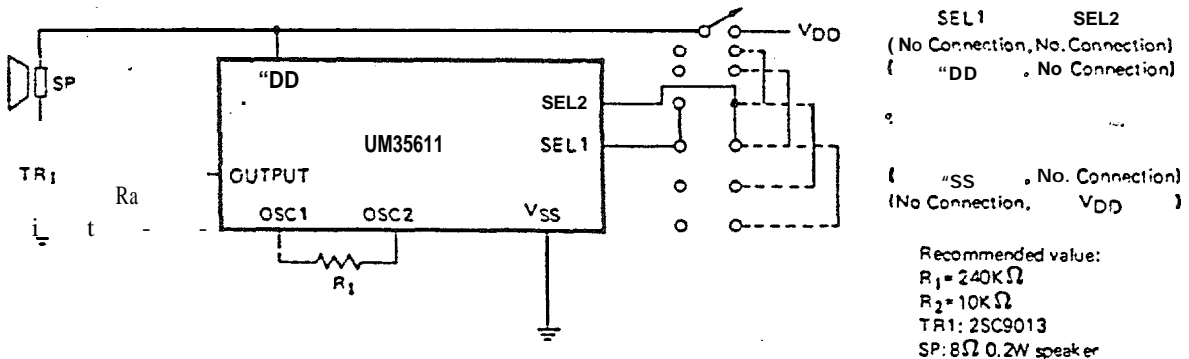 SEL1 SEL2
VDD
(No Connection, No. Connection)
( "DD , No Connection)
SP
"DD
SEL2
UM35611
SEL1
TR1
OUTPUT
( "SS , No. Connection)
Ra
(No Connection, VDD )
OSC1 OSC2 VSS
i t - -
R1
Recommended value:
R1=240KΩ
R2=10KΩ
TR1: 2SC9013
SP:8Ω 0.2W speaker